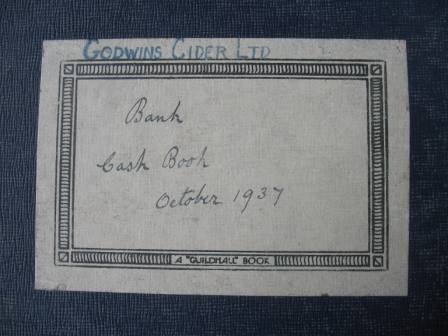 GODWINS CIDER LTD
Bank
Cash Book
October 1937
A "GUILDHALL" BOOK